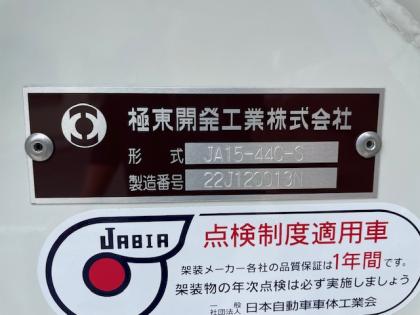 極東開発工業株式会社
形 式 JA15-44C-S
製造番号 22J120013N
JABIA
点検制度適用車
架装メーカー各社の品質保証は1年間です。
架装物の年次点検は必ず実施しましょう
一般社団法人 日本自動車車体工業会